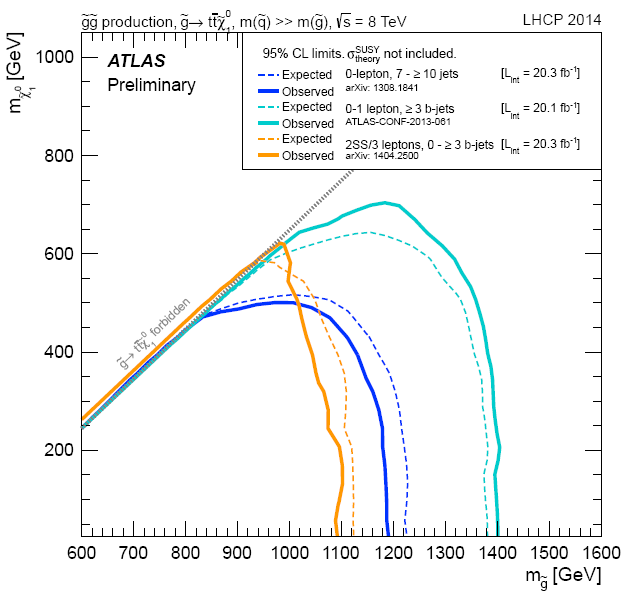 g̃g̃ production, g̃→ tt̄χ̃₁⁰, m(q̃) >> m(g̃), √s = 8 TeV LHCP 2014
m_χ̃₁⁰ [GeV]
ATLAS
Preliminary
95% CL limits. σ^SUSY_theory not included.
Expected 0-lepton, 7 - ≥ 10 jets [L_int = 20.3 fb⁻¹]
Observed arXiv: 1308.1841
Expected 0-1 lepton, ≥ 3 b-jets [L_int = 20.1 fb⁻¹]
Observed ATLAS-CONF-2013-061
Expected 2SS/3 leptons, 0 - ≥ 3 b-jets [L_int = 20.3 fb⁻¹]
Observed arXiv: 1404.2500
g̃→ tt̄χ̃₁⁰ forbidden
1000
800
600
400
200
600 700 800 900 1000 1100 1200 1300 1400 1500 1600
m_g̃ [GeV]